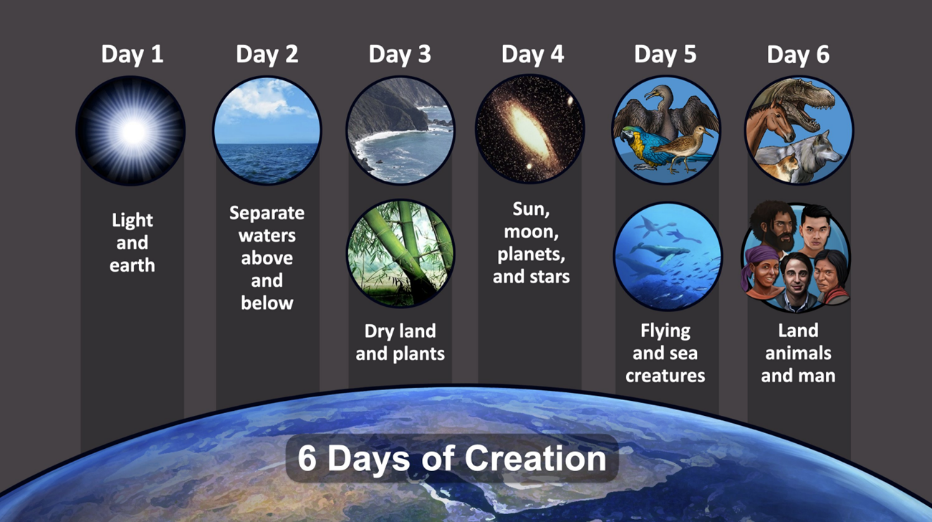 Day 1
Light
and
earth
Day 2
Separate
waters
above
and
below
Day 3
Dry land
and plants
Day 4
Sun,
moon,
planets,
and stars
Day 5
Flying
and sea
creatures
Day 6
Land
animals
and man
6 Days of Creation